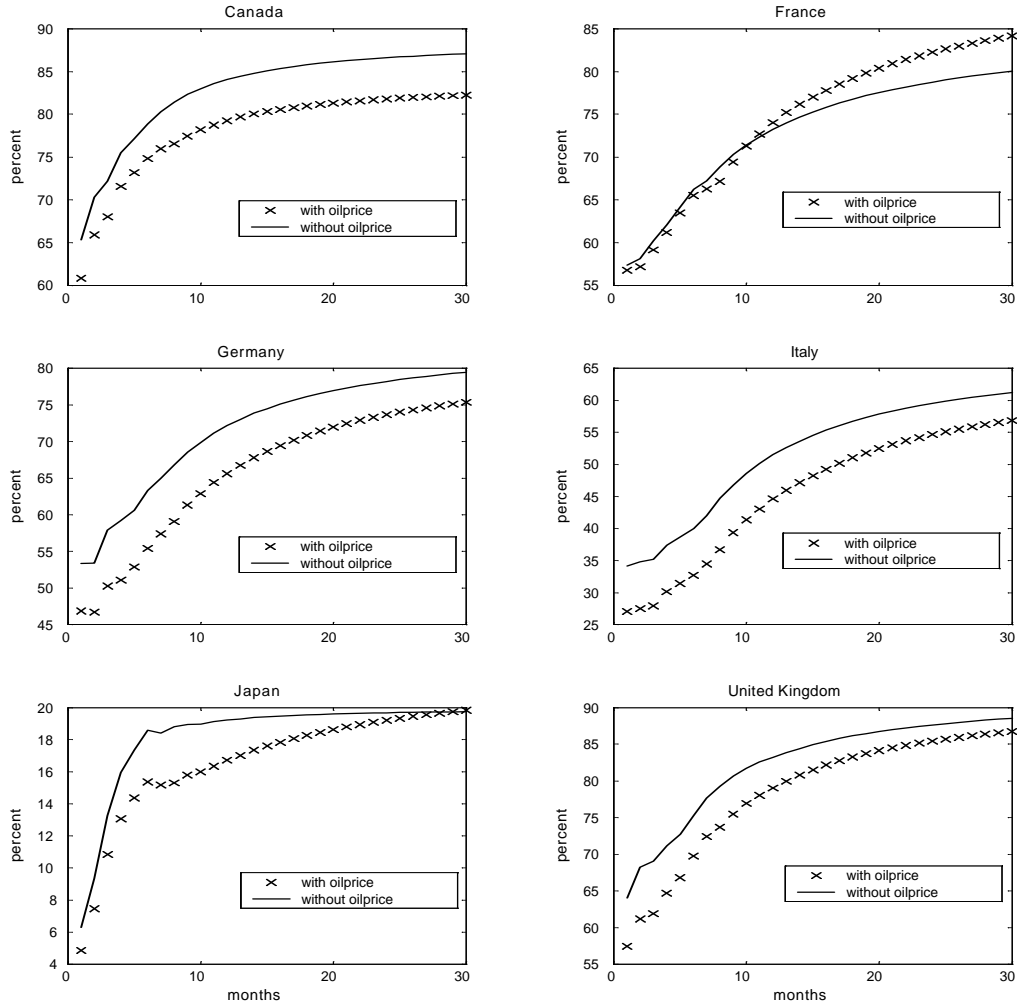 Canada
90
85
80
75
70
65
60
percent
with oilprice
without oilprice
0 10 20 30
France
85
80
75
70
65
60
55
percent
with oilprice
without oilprice
0 10 20 30
Germany
80
75
70
65
60
55
50
45
percent
with oilprice
without oilprice
0 10 20 30
Italy
65
60
55
50
45
40
35
30
25
percent
with oilprice
without oilprice
0 10 20 30
Japan
20
18
16
14
12
10
8
6
4
percent
with oilprice
without oilprice
0 10 20 30
months
United Kingdom
90
85
80
75
70
65
60
55
percent
with oilprice
without oilprice
0 10 20 30
months